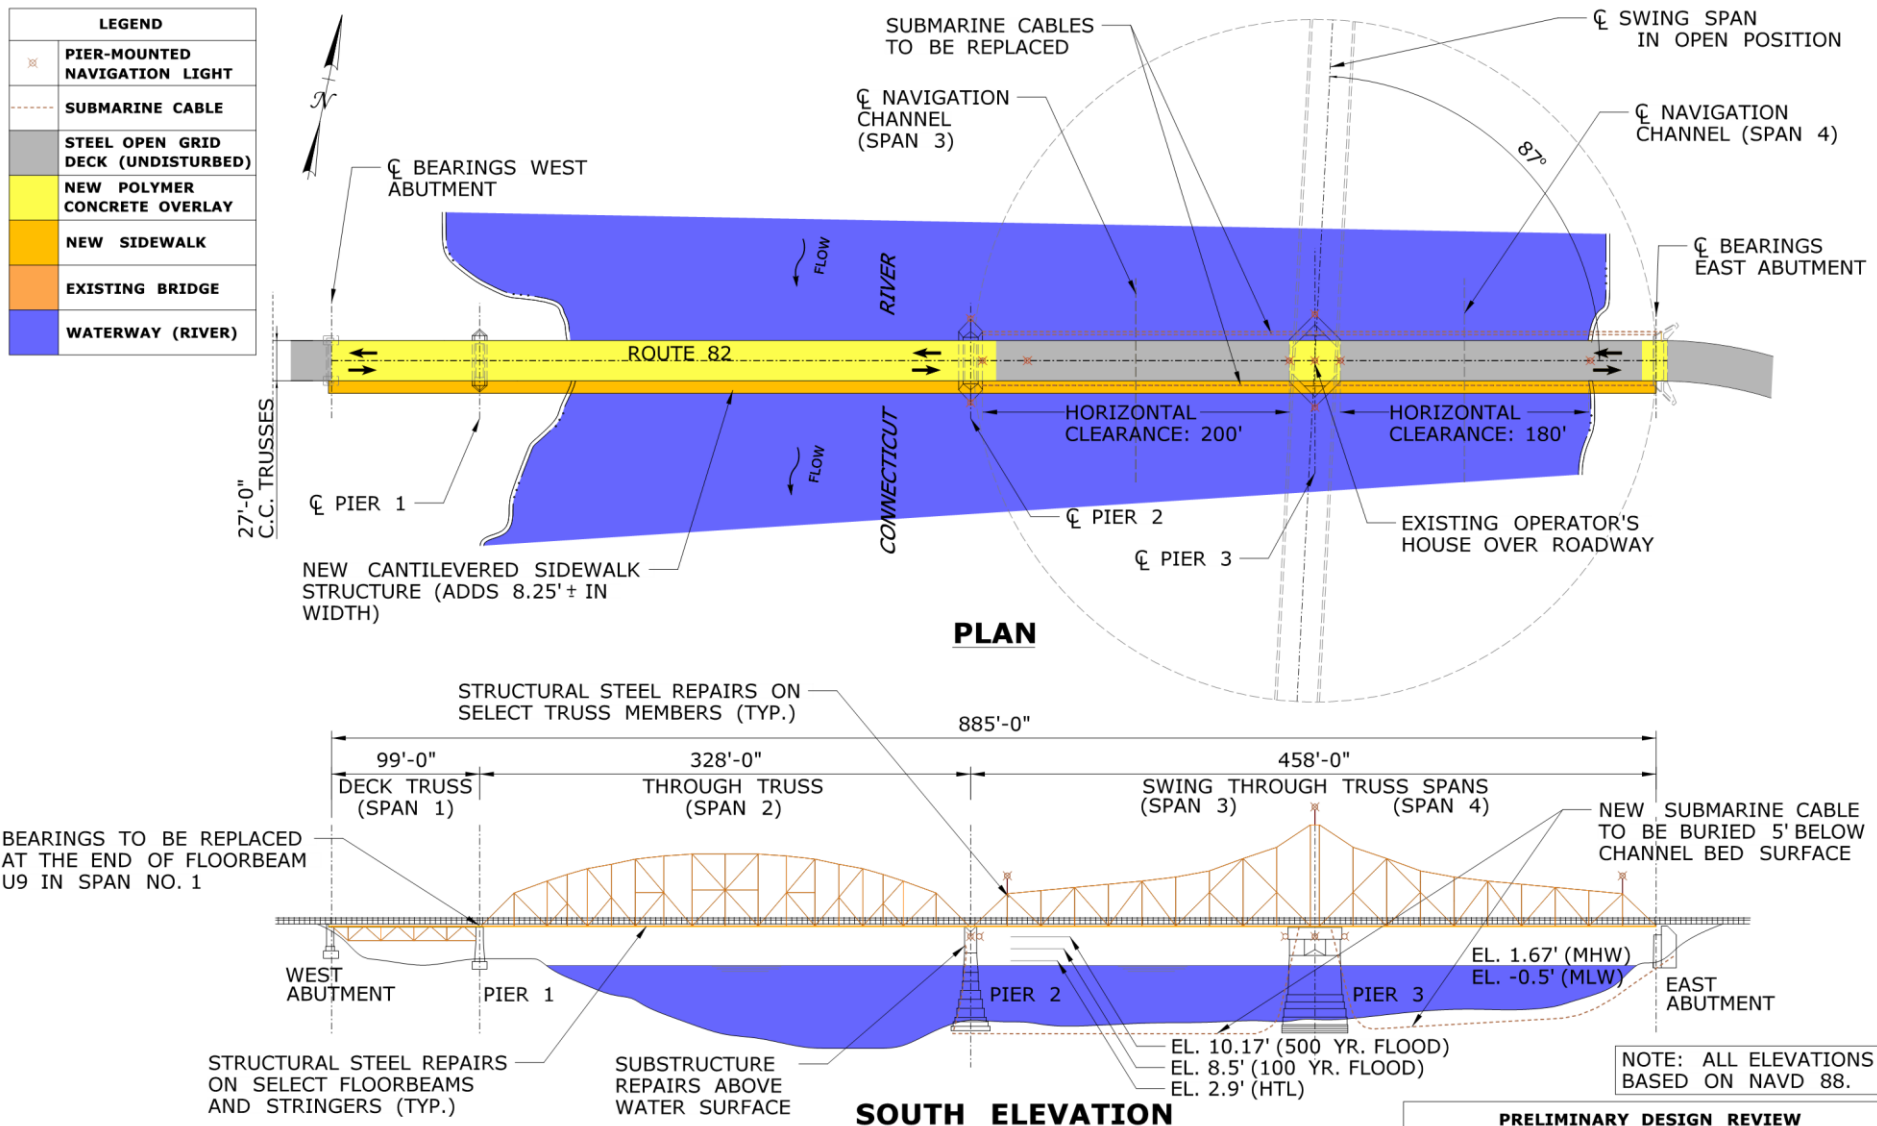 LEGEND
PIER-MOUNTED
NAVIGATION LIGHT
SUBMARINE CABLE
STEEL OPEN GRID
DECK (UNDISTURBED)
NEW POLYMER
CONCRETE OVERLAY
NEW SIDEWALK
EXISTING BRIDGE
WATERWAY (RIVER)
N
SUBMARINE CABLES
TO BE REPLACED
℄ SWING SPAN
IN OPEN POSITION
℄ NAVIGATION
CHANNEL
(SPAN 3)
℄ NAVIGATION
CHANNEL (SPAN 4)
87°
℄ BEARINGS WEST
ABUTMENT
℄ BEARINGS
EAST ABUTMENT
FLOW
RIVER
ROUTE 82
HORIZONTAL
CLEARANCE: 200'
HORIZONTAL
CLEARANCE: 180'
FLOW
CONNECTICUT
27'-0"
C.C. TRUSSES
℄ PIER 1
℄ PIER 2
℄ PIER 3
EXISTING OPERATOR'S
HOUSE OVER ROADWAY
NEW CANTILEVERED SIDEWALK
STRUCTURE (ADDS 8.25'± IN
WIDTH)
PLAN
STRUCTURAL STEEL REPAIRS ON
SELECT TRUSS MEMBERS (TYP.)
885'-0"
99'-0"
DECK TRUSS
(SPAN 1)
328'-0"
THROUGH TRUSS
(SPAN 2)
458'-0"
SWING THROUGH TRUSS SPANS
(SPAN 3) (SPAN 4)
NEW SUBMARINE CABLE
TO BE BURIED 5' BELOW
CHANNEL BED SURFACE
BEARINGS TO BE REPLACED
AT THE END OF FLOORBEAM
U9 IN SPAN NO. 1
EL. 1.67' (MHW)
EL. -0.5' (MLW)
WEST
ABUTMENT
PIER 1
PIER 2
PIER 3
EAST
ABUTMENT
EL. 10.17' (500 YR. FLOOD)
EL. 8.5' (100 YR. FLOOD)
EL. 2.9' (HTL)
STRUCTURAL STEEL REPAIRS
ON SELECT FLOORBEAMS
AND STRINGERS (TYP.)
SUBSTRUCTURE
REPAIRS ABOVE
WATER SURFACE
NOTE: ALL ELEVATIONS
BASED ON NAVD 88.
SOUTH ELEVATION
PRELIMINARY DESIGN REVIEW